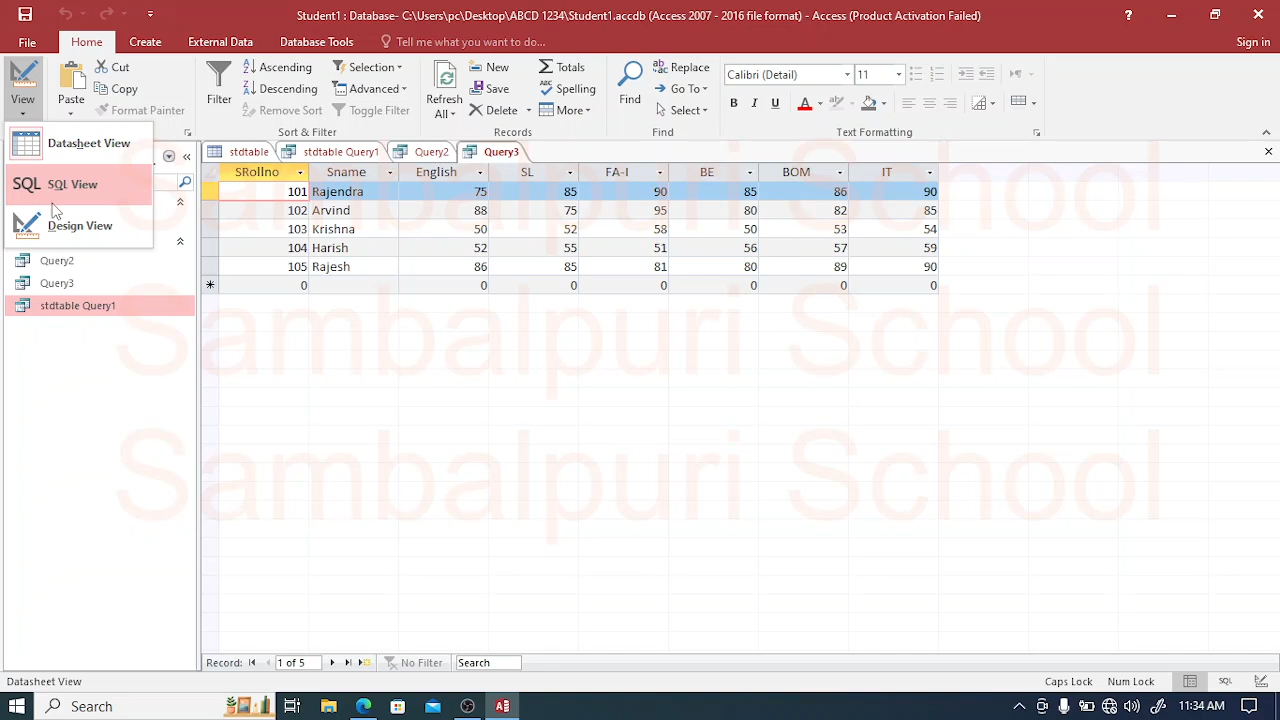 Student1 : Database- C:\Users\pc\Desktop\ABCD 1234\Student1.accdb (Access 2007 - 2016 file format) - Access (Product Activation Failed)
File Home Create External Data Database Tools Tell me what you want to do... Sign in
View Paste Cut Copy Format Painter
Filter Ascending Descending Remove Sort Selection Advanced Toggle Filter
Sort & Filter
Refresh All New Save Delete Totals Spelling More
Records
Find Replace Go To Select
Find
Calibri (Detail) 11
B I U A
Text Formatting
Datasheet View
SQL SQL View
Design View
Query2
Query3
stdtable Query1
stdtable stdtable Query1 Query2 Query3
SRollno Sname English SL FA-I BE BOM IT
101 Rajendra 75 85 90 85 86 90
102 Arvind 88 75 95 80 82 85
103 Krishna 50 52 58 50 53 54
104 Harish 52 55 51 56 57 59
105 Rajesh 86 85 81 80 89 90
0 0 0 0 0 0 0
Sambalpuri School
Sambalpuri School
Sambalpuri School
Record: 1 of 5 No Filter Search
Datasheet View Caps Lock Num Lock SQL
Search 11:34 AM